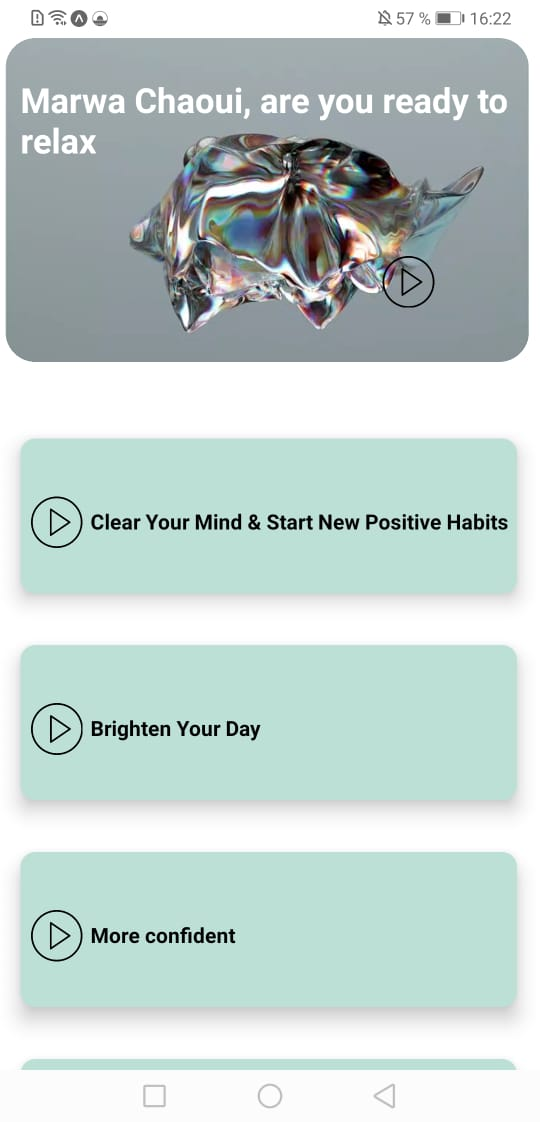 57 % 16:22
Marwa Chaoui, are you ready to
relax
Clear Your Mind & Start New Positive Habits
Brighten Your Day
More confident